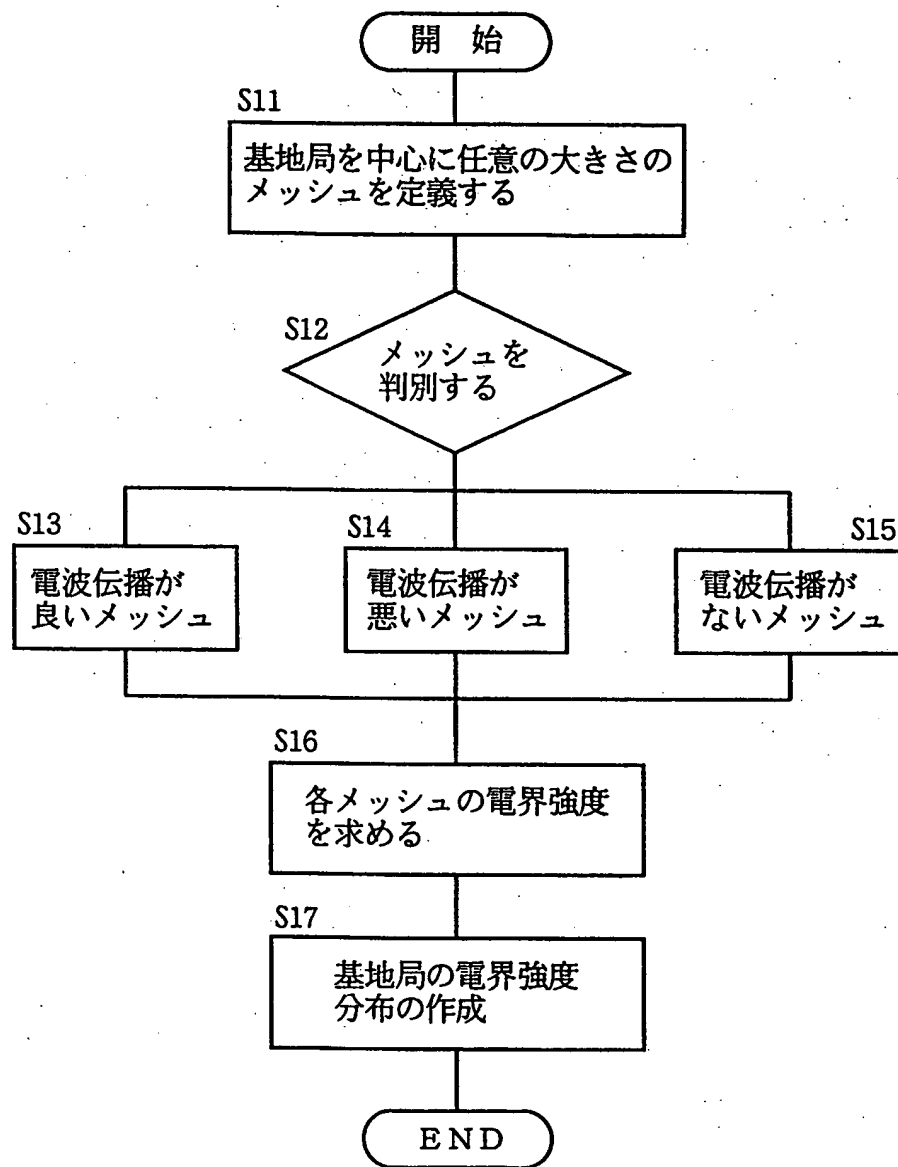 開 始
S11
基地局を中心に任意の大きさの
メッシュを定義する
S12
メッシュを
判別する
S13
電波伝播が
良いメッシュ
S14
電波伝播が
悪いメッシュ
S15
電波伝播が
ないメッシュ
S16
各メッシュの電界強度
を求める
S17
基地局の電界強度
分布の作成
END